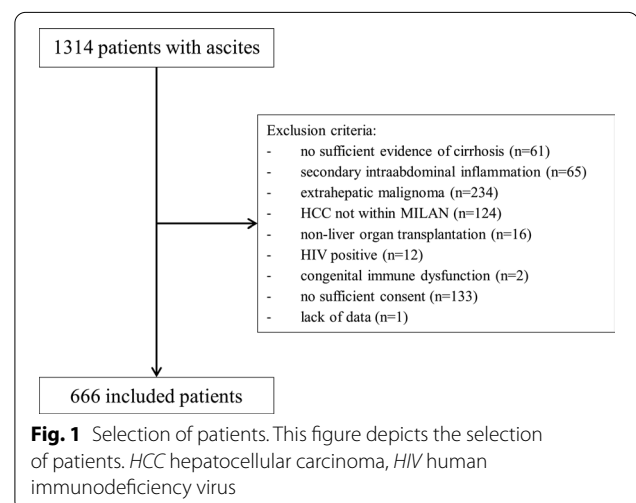 1314 patients with ascites
Exclusion criteria:
- no sufficient evidence of cirrhosis (n=61)
- secondary intraabdominal inflammation (n=65)
- extrahepatic malignoma (n=234)
- HCC not within MILAN (n=124)
- non-liver organ transplantation (n=16)
- HIV positive (n=12)
- congenital immune dysfunction (n=2)
- no sufficient consent (n=133)
- lack of data (n=1)
666 included patients
Fig. 1 Selection of patients. This figure depicts the selection
of patients. HCC hepatocellular carcinoma, HIV human
immunodeficiency virus